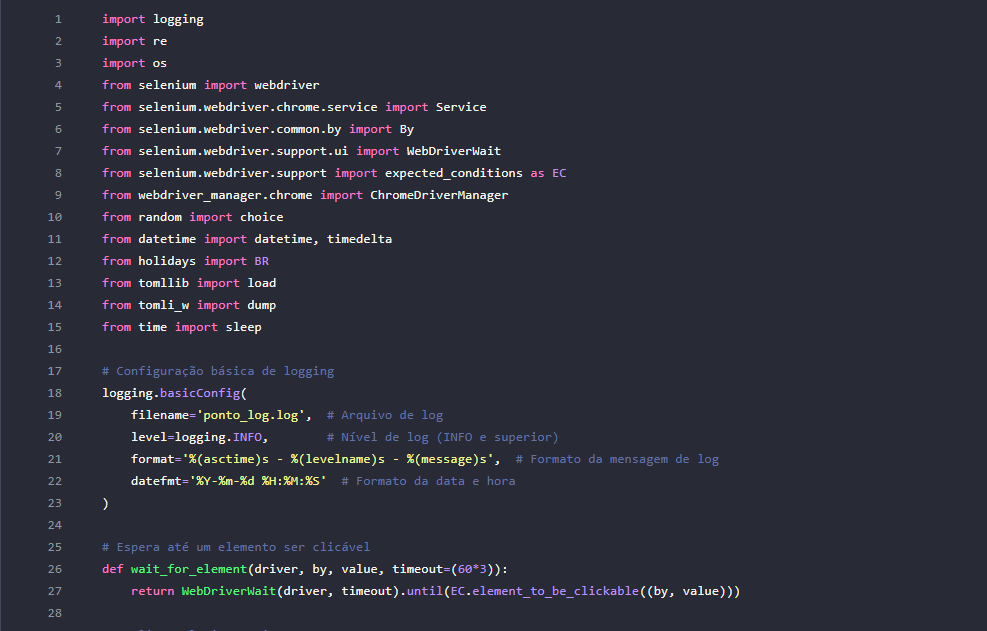 1 import logging
2 import re
3 import os
4 from selenium import webdriver
5 from selenium.webdriver.chrome.service import Service
6 from selenium.webdriver.common.by import By
7 from selenium.webdriver.support.ui import WebDriverWait
8 from selenium.webdriver.support import expected_conditions as EC
9 from webdriver_manager.chrome import ChromeDriverManager
10 from random import choice
11 from datetime import datetime, timedelta
12 from holidays import BR
13 from tomllib import load
14 from tomli_w import dump
15 from time import sleep
16
17 # Configuração básica de logging
18 logging.basicConfig(
19     filename='ponto_log.log',  # Arquivo de log
20     level=logging.INFO,        # Nível de log (INFO e superior)
21     format='%(asctime)s - %(levelname)s - %(message)s',  # Formato da mensagem de log
22     datefmt='%Y-%m-%d %H:%M:%S'  # Formato da data e hora
23 )
24
25 # Espera até um elemento ser clicável
26 def wait_for_element(driver, by, value, timeout=(60*3)):
27     return WebDriverWait(driver, timeout).until(EC.element_to_be_clickable((by, value)))
28